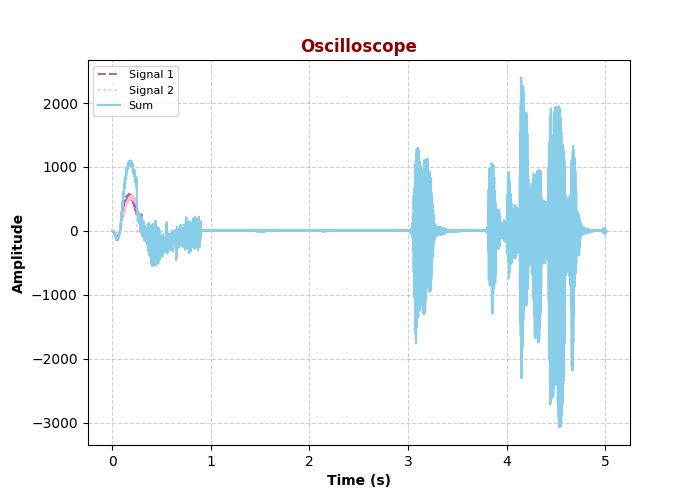 Oscilloscope
Signal 1
Signal 2
Sum
2000
1000
0
−1000
−2000
−3000
Amplitude
0 1 2 3 4 5
Time (s)